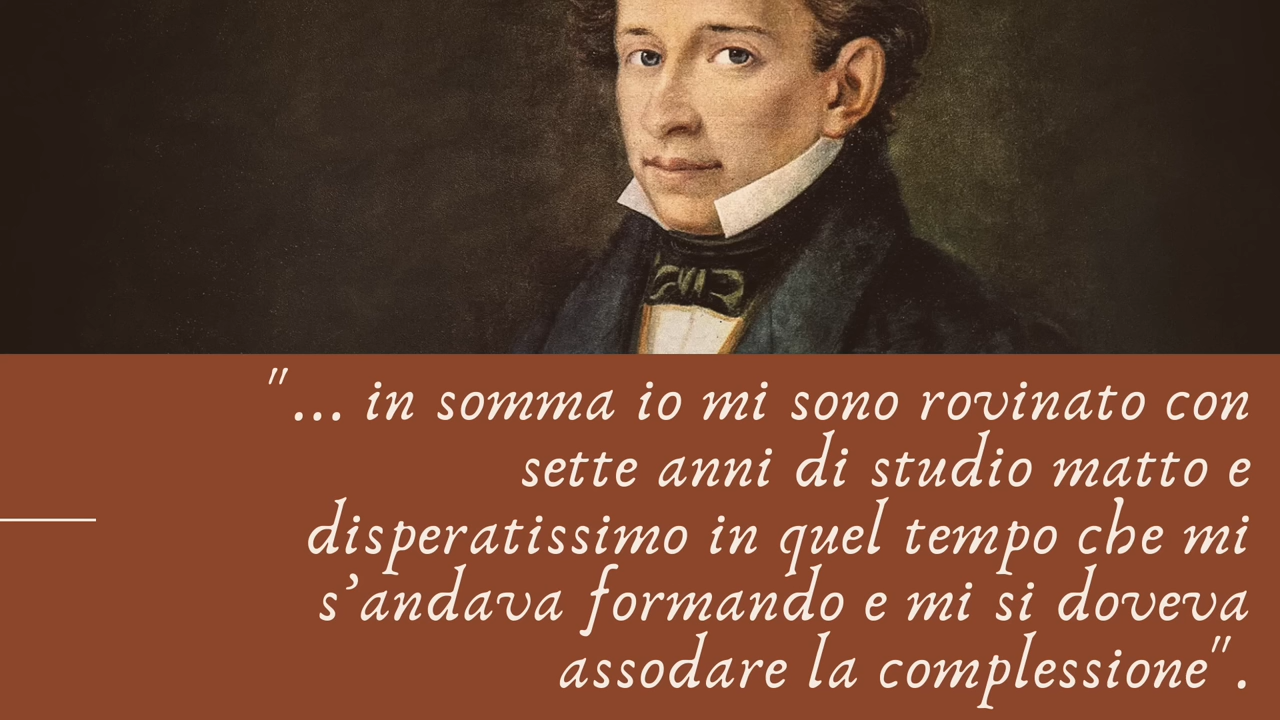 "... in somma io mi sono rovinato con
sette anni di studio matto e
disperatissimo in quel tempo che mi
s’andava formando e mi si doveva
assodare la complessione".